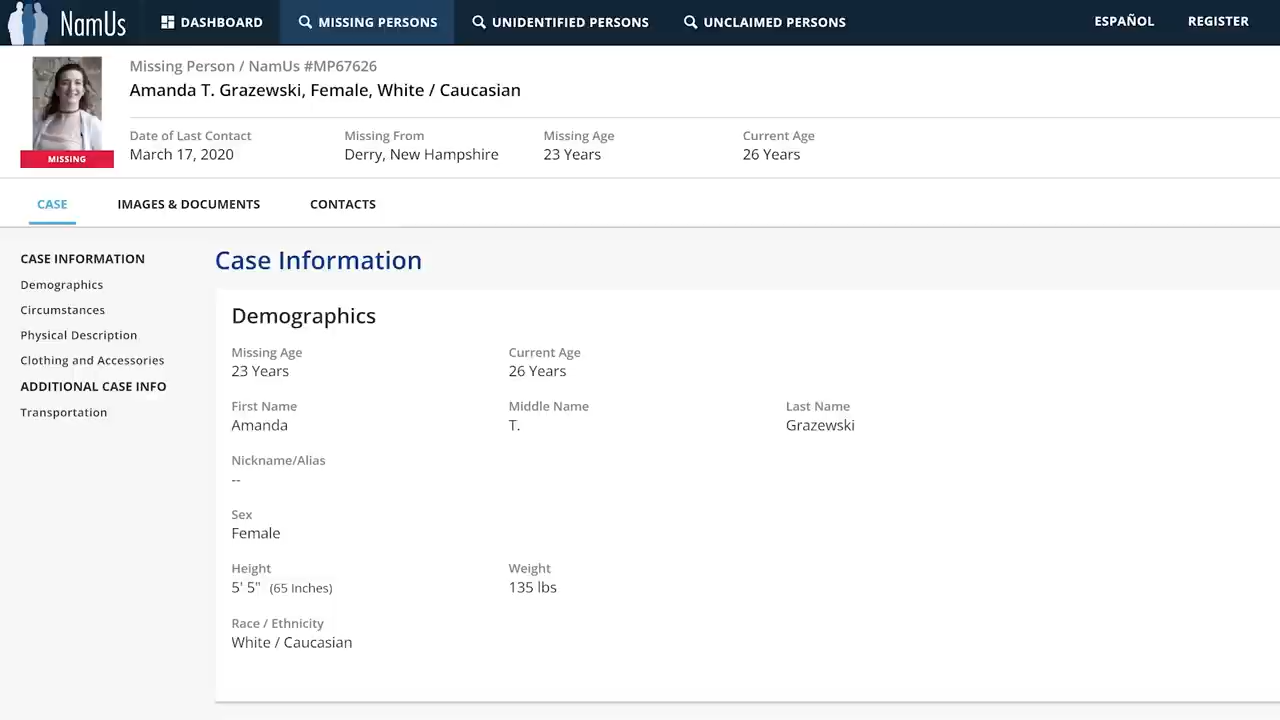 NamUs
DASHBOARD
MISSING PERSONS
UNIDENTIFIED PERSONS
UNCLAIMED PERSONS
ESPAÑOL
REGISTER
Missing Person / NamUs #MP67626
Amanda T. Grazewski, Female, White / Caucasian
MISSING
Date of Last Contact
March 17, 2020
Missing From
Derry, New Hampshire
Missing Age
23 Years
Current Age
26 Years
CASE
IMAGES & DOCUMENTS
CONTACTS
CASE INFORMATION
Demographics
Circumstances
Physical Description
Clothing and Accessories
ADDITIONAL CASE INFO
Transportation
Case Information
Demographics
Missing Age
23 Years
Current Age
26 Years
First Name
Amanda
Middle Name
T.
Last Name
Grazewski
Nickname/Alias
--
Sex
Female
Height
5' 5" (65 Inches)
Weight
135 lbs
Race / Ethnicity
White / Caucasian